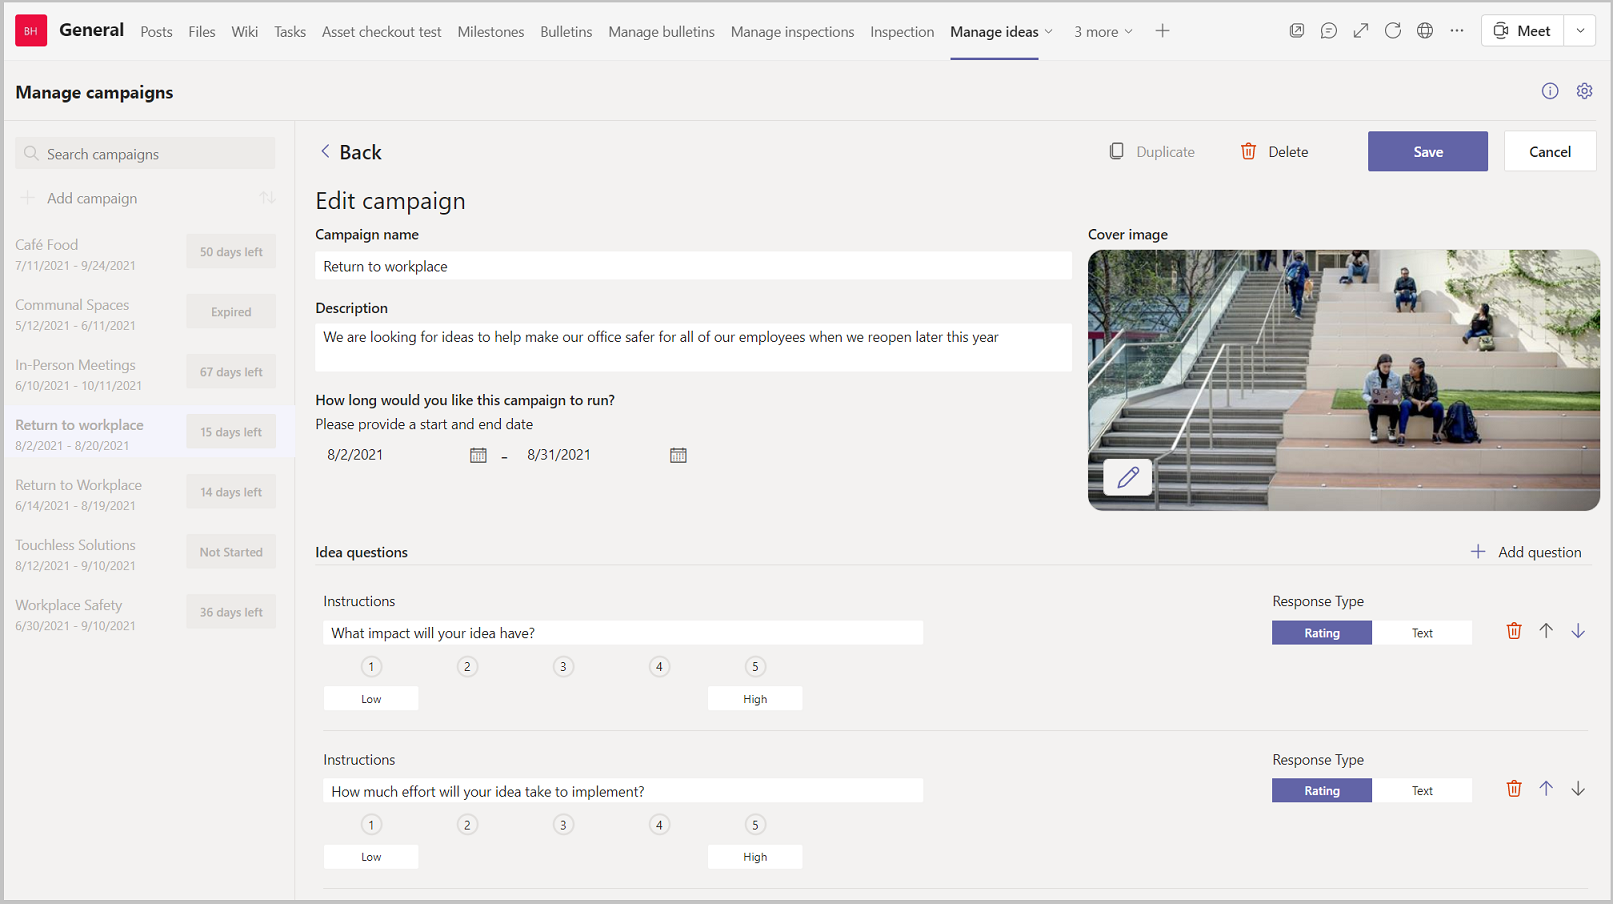 BH General Posts Files Wiki Tasks Asset checkout test Milestones Bulletins Manage bulletins Manage inspections Inspection Manage ideas 3 more Meet
Manage campaigns
Search campaigns
Add campaign
Café Food
7/11/2021 - 9/24/2021
50 days left
Communal Spaces
5/12/2021 - 6/11/2021
Expired
In-Person Meetings
6/10/2021 - 10/11/2021
67 days left
Return to workplace
8/2/2021 - 8/20/2021
15 days left
Return to Workplace
6/14/2021 - 8/19/2021
14 days left
Touchless Solutions
8/12/2021 - 9/10/2021
Not Started
Workplace Safety
6/30/2021 - 9/10/2021
36 days left
Back
Duplicate
Delete
Save
Cancel
Edit campaign
Campaign name
Return to workplace
Description
We are looking for ideas to help make our office safer for all of our employees when we reopen later this year
How long would you like this campaign to run?
Please provide a start and end date
8/2/2021 - 8/31/2021
Cover image
Idea questions
Add question
Instructions
Response Type
What impact will your idea have?
Rating Text
1 2 3 4 5
Low High
Instructions
Response Type
How much effort will your idea take to implement?
Rating Text
1 2 3 4 5
Low High